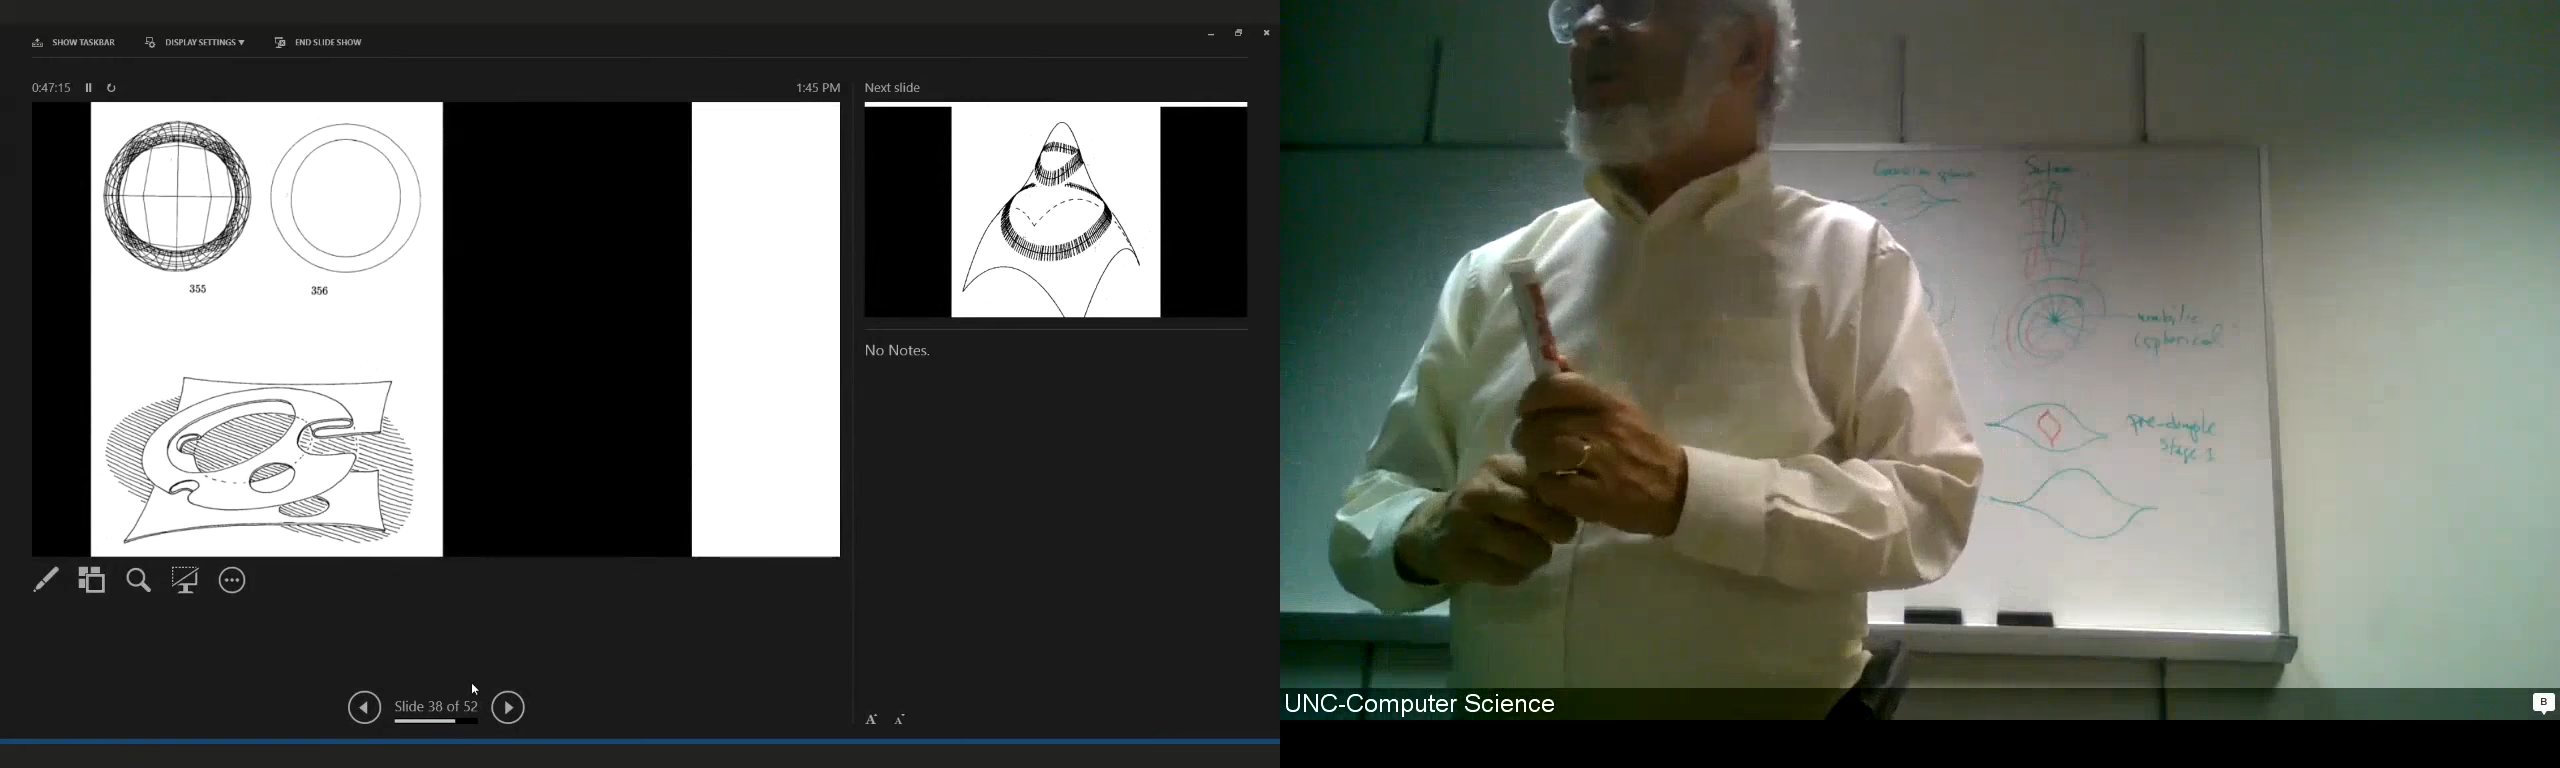 SHOW TASKBAR
DISPLAY SETTINGS ▼
END SLIDE SHOW
0:47:15
1:45 PM
Next slide
355
356
No Notes.
Slide 38 of 52
A
A
umbilic
(spherical
pre-dimple
stage 1
UNC-Computer Science
B